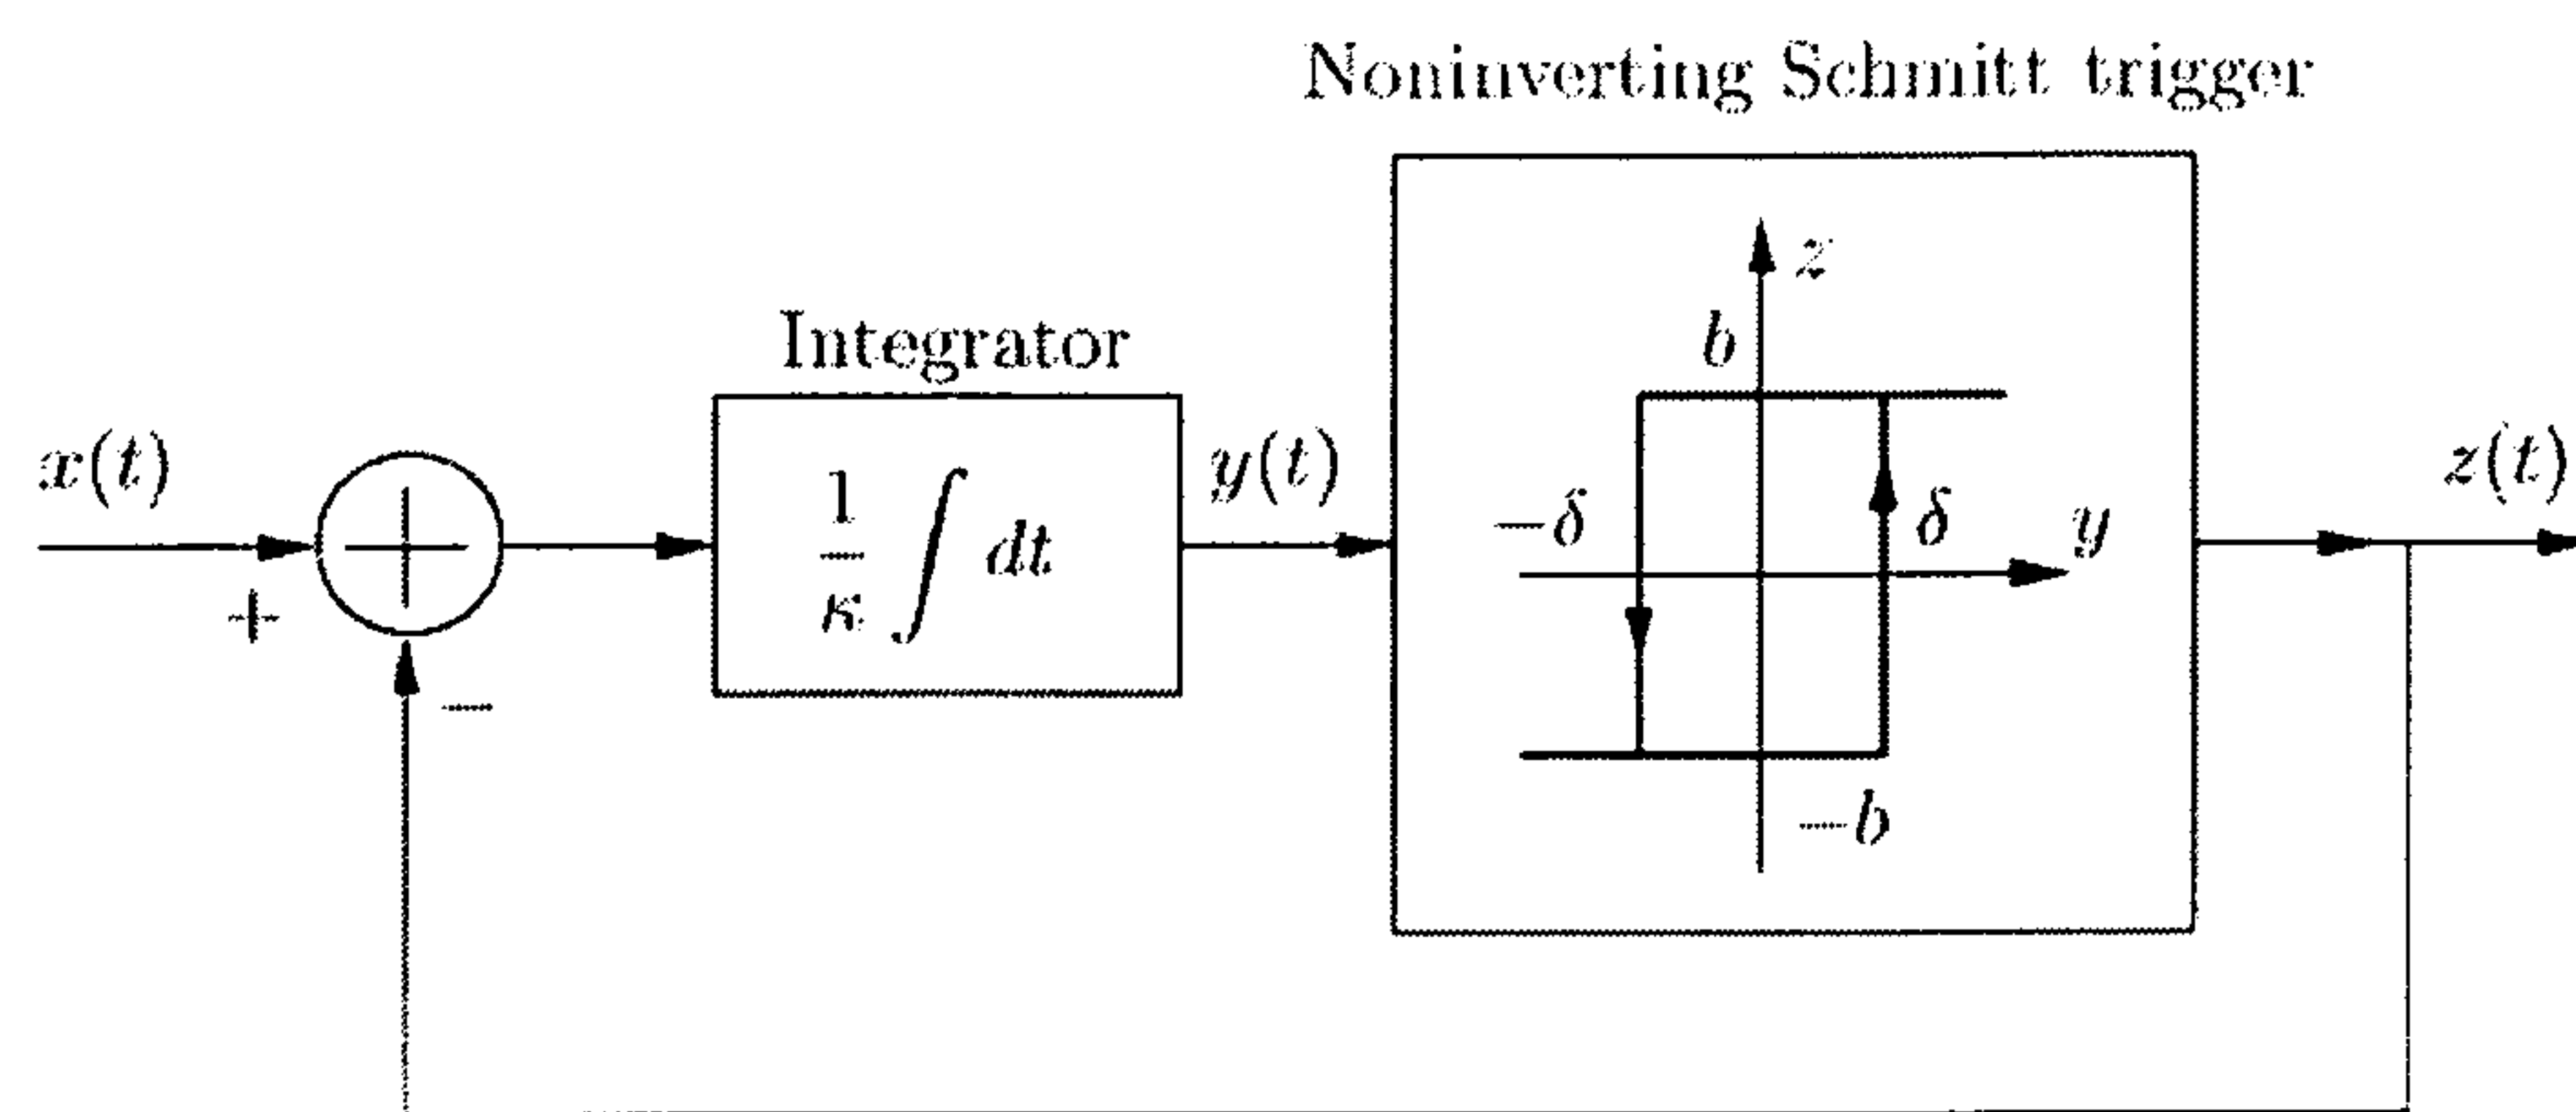 Noninverting Schmitt trigger
z
b
Integrator
x(t)
y(t)
z(t)
1/κ ∫ dt
−δ
δ
y
+
−
−b